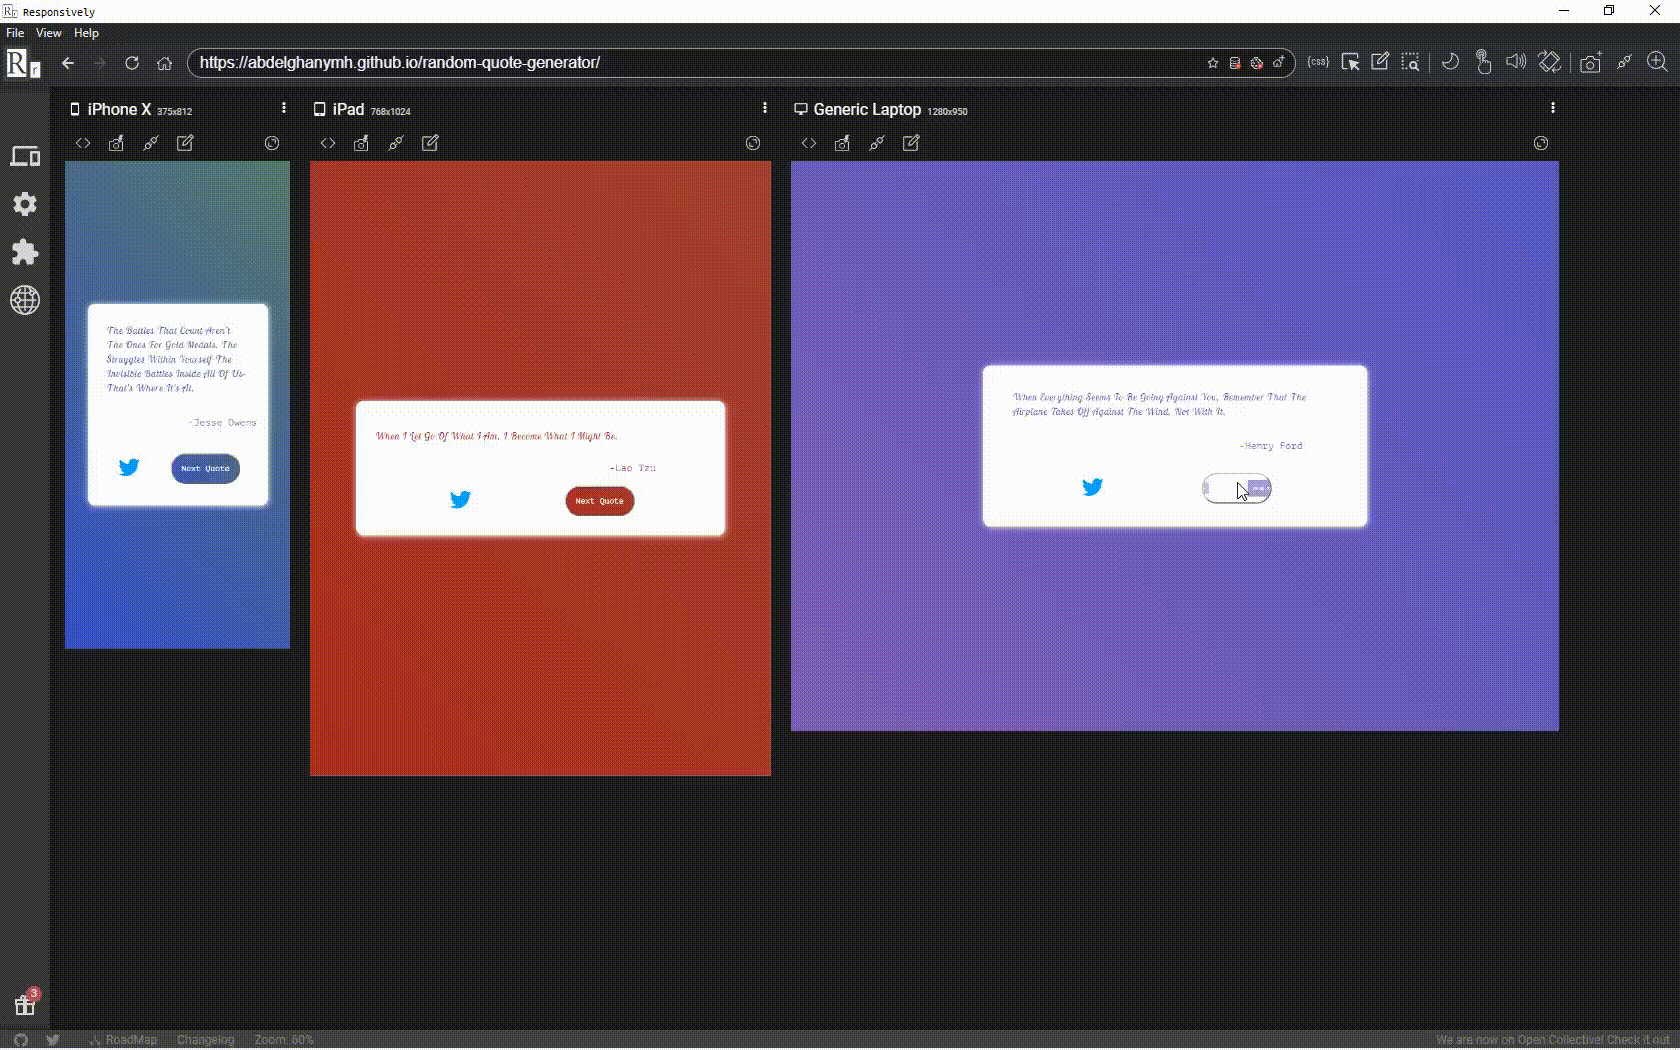 Responsively
File View Help
https://abdelghanymh.github.io/random-quote-generator/
{css}
iPhone X 375x812
iPad 768x1024
Generic Laptop 1280x950
The Battles That Count Aren't
The Ones For Gold Medals. The
Struggles Within Yourself-The
Invisible Battles Inside All Of Us-
That's Where It's At.
-Jesse Owens
Next Quote
When I Let Go Of What I Am, I Become What I Might Be.
-Lao Tzu
Next Quote
When Everything Seems To Be Going Against You, Remember That The
Airplane Takes Off Against The Wind, Not With It.
-Henry Ford
3
RoadMap Changelog Zoom: 60%
We are now on Open Collective! Check it out